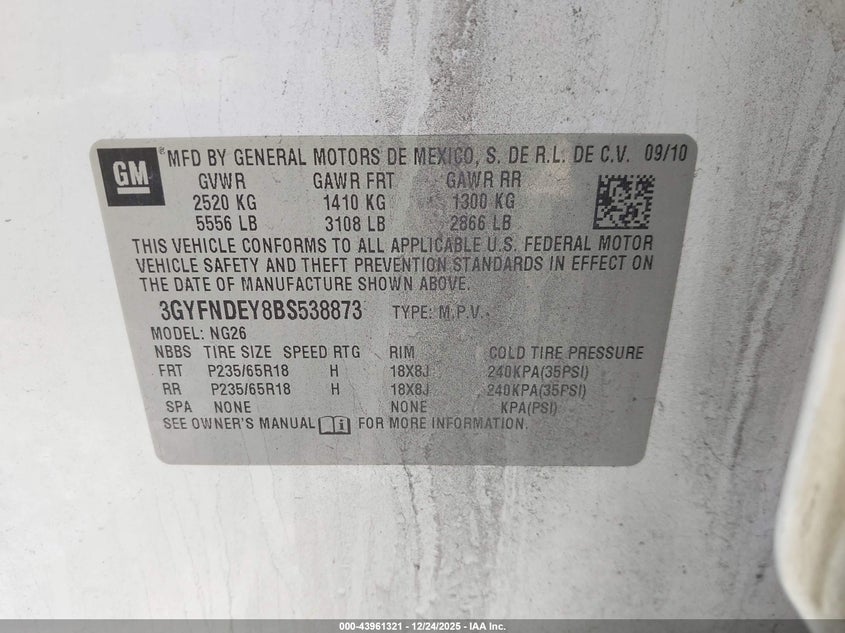 GM
® MFD BY GENERAL MOTORS DE MEXICO, S. DE R.L. DE C.V. 09/10
GVWR GAWR FRT GAWR RR
2520 KG 1410 KG 1300 KG
5556 LB 3108 LB 2866 LB
THIS VEHICLE CONFORMS TO ALL APPLICABLE U.S. FEDERAL MOTOR
VEHICLE SAFETY AND THEFT PREVENTION STANDARDS IN EFFECT ON
THE DATE OF MANUFACTURE SHOWN ABOVE.
3GYFNDEY8BS538873 TYPE: M.P.V.
MODEL: NG26
NBBS TIRE SIZE SPEED RTG RIM COLD TIRE PRESSURE
FRT P235/65R18 H 18X8J 240KPA(35PSI)
RR P235/65R18 H 18X8J 240KPA(35PSI)
SPA NONE NONE KPA(PSI)
SEE OWNER'S MANUAL i FOR MORE INFORMATION.
000-43961321 - 12/24/2025 - IAA Inc.